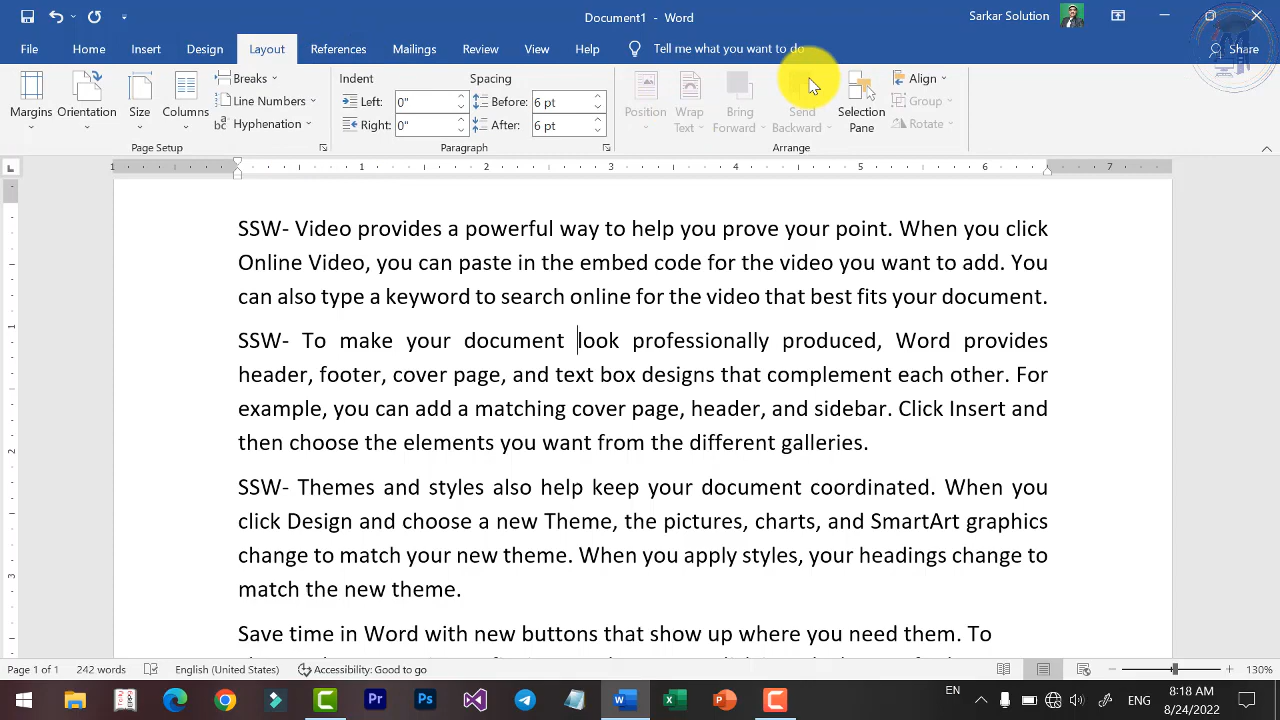 Document1 - Word
Sarkar Solution
File Home Insert Design Layout References Mailings Review View Help Tell me what you want to do Share
Margins Orientation Size Columns
Breaks
Line Numbers
Hyphenation
Page Setup
Indent
Left: 0"
Right: 0"
Spacing
Before: 6 pt
After: 6 pt
Paragraph
Position
Wrap Text
Bring Forward
Send Backward
Selection Pane
Align
Group
Rotate
Arrange
1 1 2 3 4 5 6 7
SSW- Video provides a powerful way to help you prove your point. When you click
Online Video, you can paste in the embed code for the video you want to add. You
can also type a keyword to search online for the video that best fits your document.
SSW- To make your document look professionally produced, Word provides
header, footer, cover page, and text box designs that complement each other. For
example, you can add a matching cover page, header, and sidebar. Click Insert and
then choose the elements you want from the different galleries.
SSW- Themes and styles also help keep your document coordinated. When you
click Design and choose a new Theme, the pictures, charts, and SmartArt graphics
change to match your new theme. When you apply styles, your headings change to
match the new theme.
Save time in Word with new buttons that show up where you need them. To
1
2
3
Page 1 of 1 242 words English (United States) Accessibility: Good to go 130%
EN ENG 8:18 AM
8/24/2022